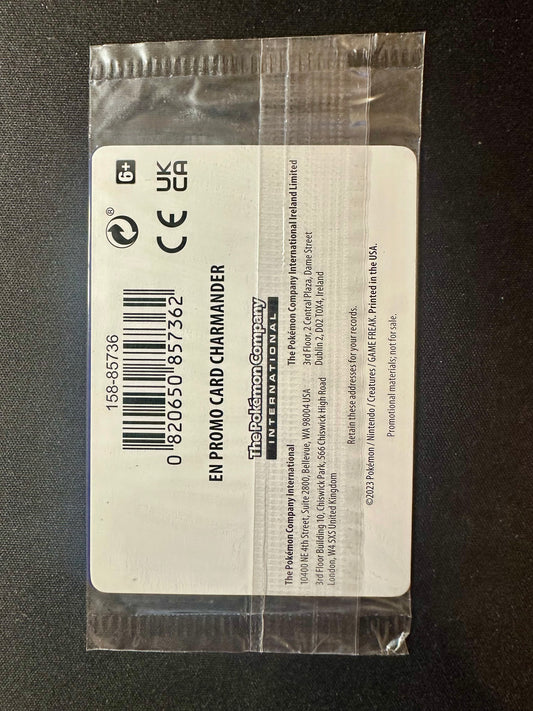 158-85736
0 820650 857362
6+
®
CE
UK
CA
EN PROMO CARD CHARMANDER
The Pokémon Company
INTERNATIONAL
The Pokémon Company International
10400 NE 4th Street, Suite 2800, Bellevue, WA 98004 USA
3rd Floor Building 10, Chiswick Park, 566 Chiswick High Road
London, W4 5XS United Kingdom
The Pokémon Company International Ireland Limited
3rd Floor, 2 Central Plaza, Dame Street
Dublin 2, D02 T0X4, Ireland
Retain these addresses for your records.
©2023 Pokémon / Nintendo / Creatures / GAME FREAK. Printed in the USA.
Promotional materials; not for sale.